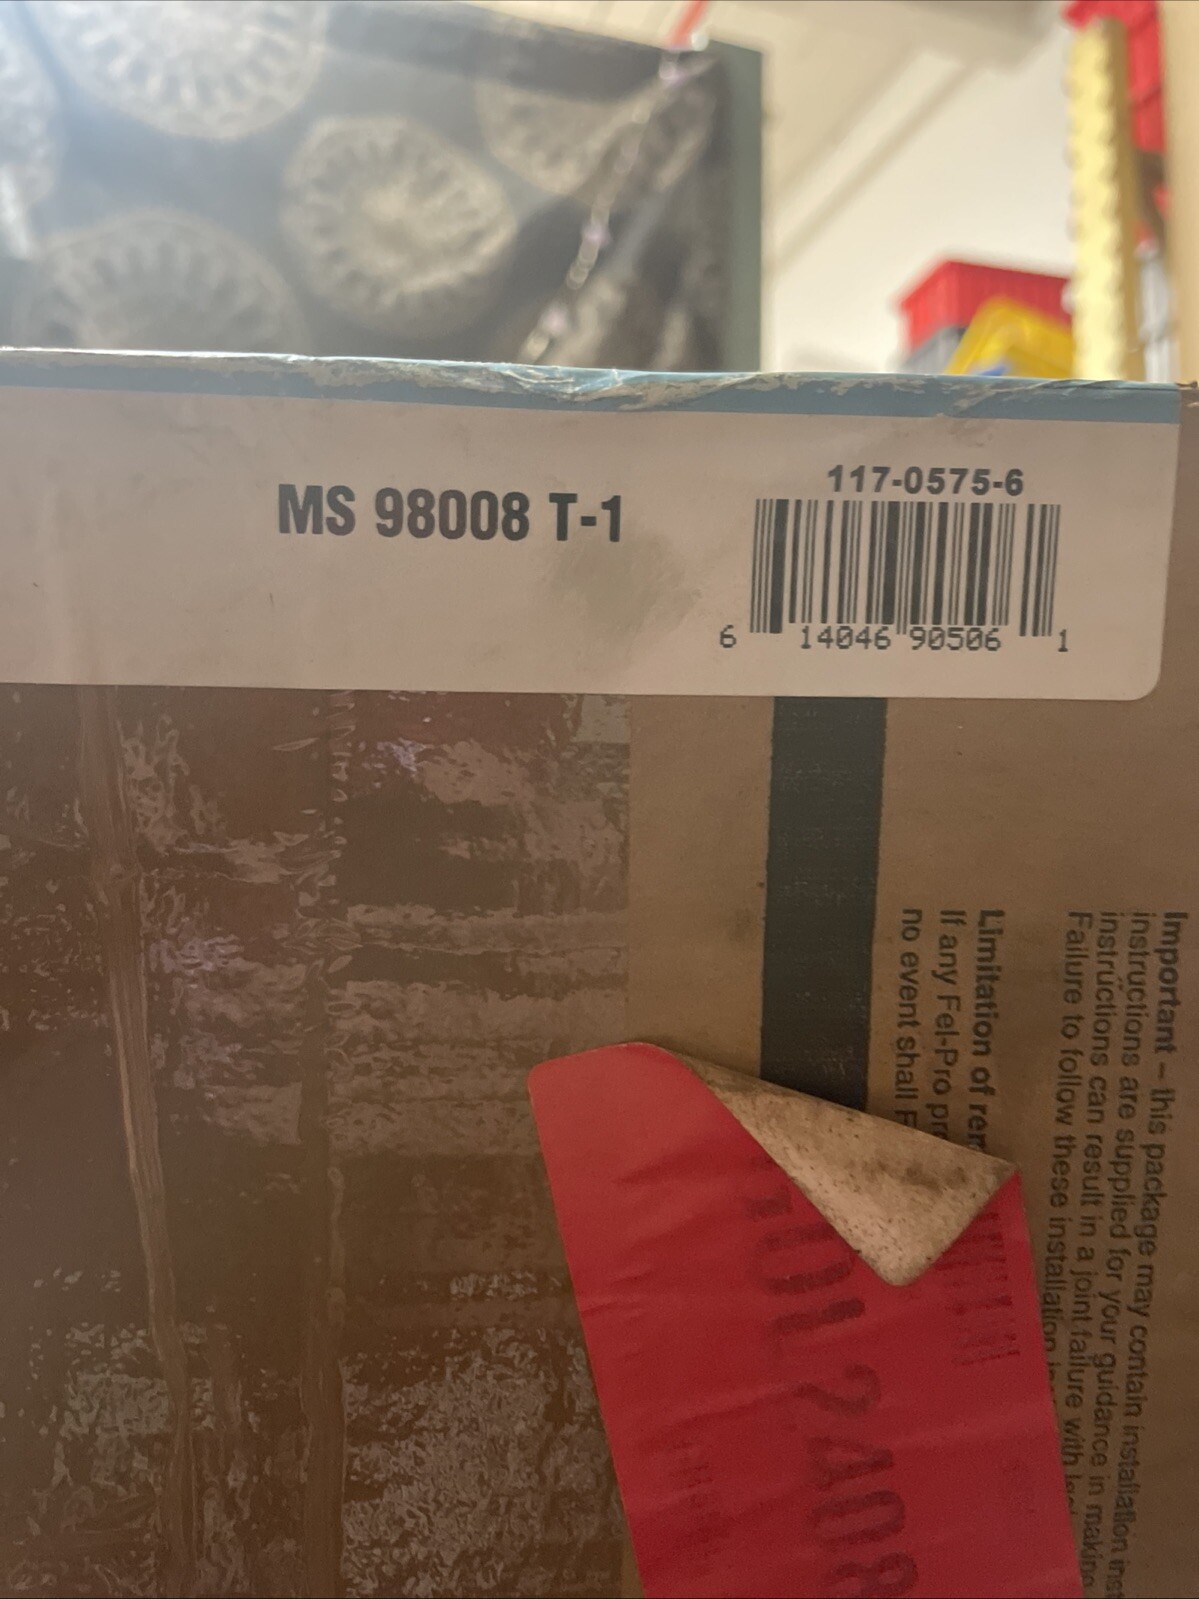 117-0575-6
MS 98008 T-1
6 14046 90506 1
Important – this package may contain installation
instructions are supplied for your guidance in making
instructions can result in a joint failure with
Failure to follow these installation
Limitation of
If any Fel-Pro
no event shall